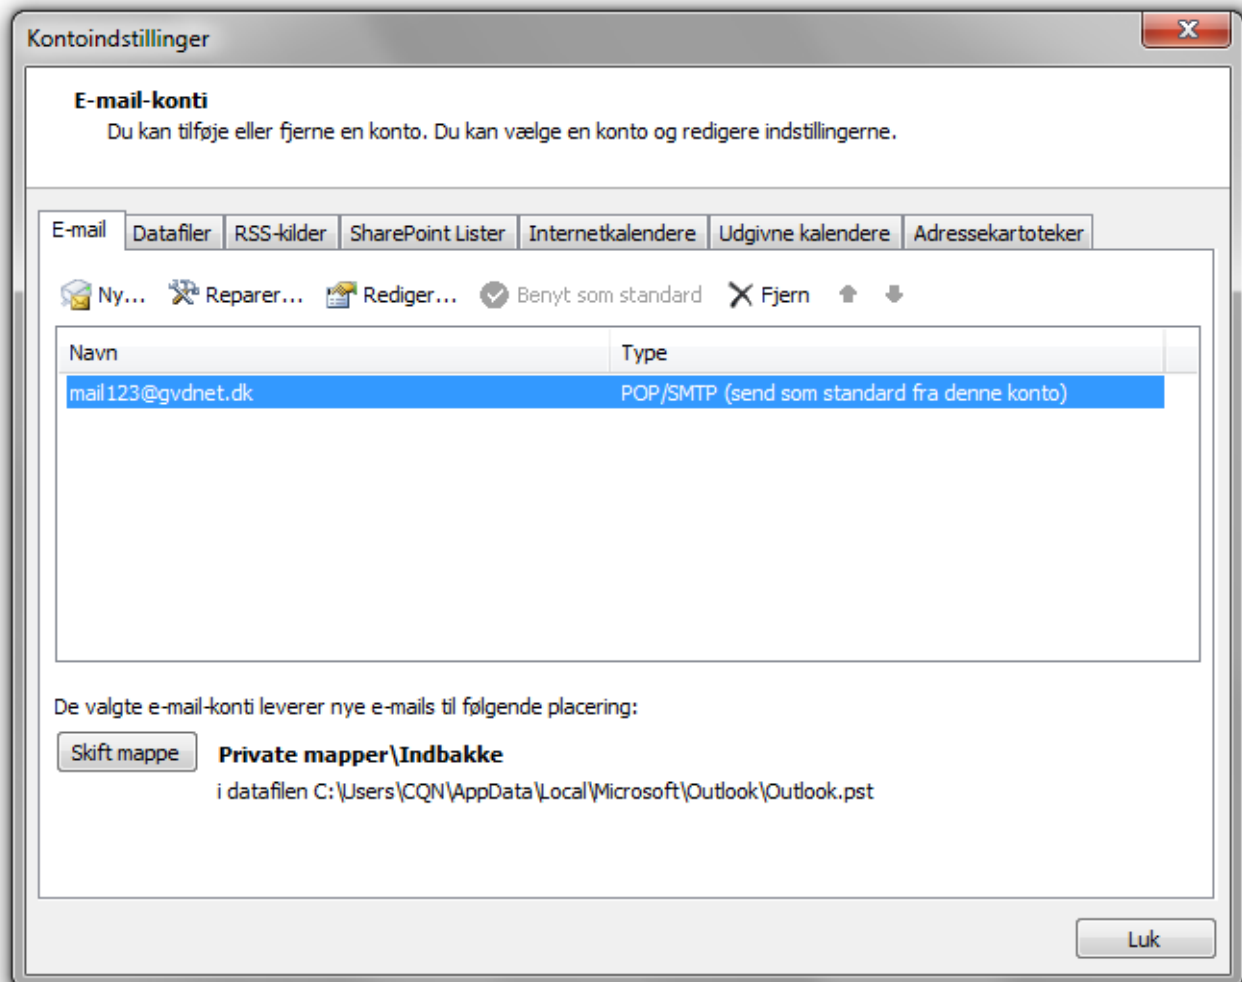 Kontoindstillinger
X
E-mail-konti
Du kan tilføje eller fjerne en konto. Du kan vælge en konto og redigere indstillingerne.
E-mail Datafiler RSS-kilder SharePoint Lister Internetkalendere Udgivne kalendere Adressekartoteker
Ny... Reparer... Rediger... Benyt som standard Fjern
Navn Type
mail123@gvdnet.dk POP/SMTP (send som standard fra denne konto)
De valgte e-mail-konti leverer nye e-mails til følgende placering:
Skift mappe Private mapper\Indbakke
i datafilen C:\Users\CQN\AppData\Local\Microsoft\Outlook\Outlook.pst
Luk